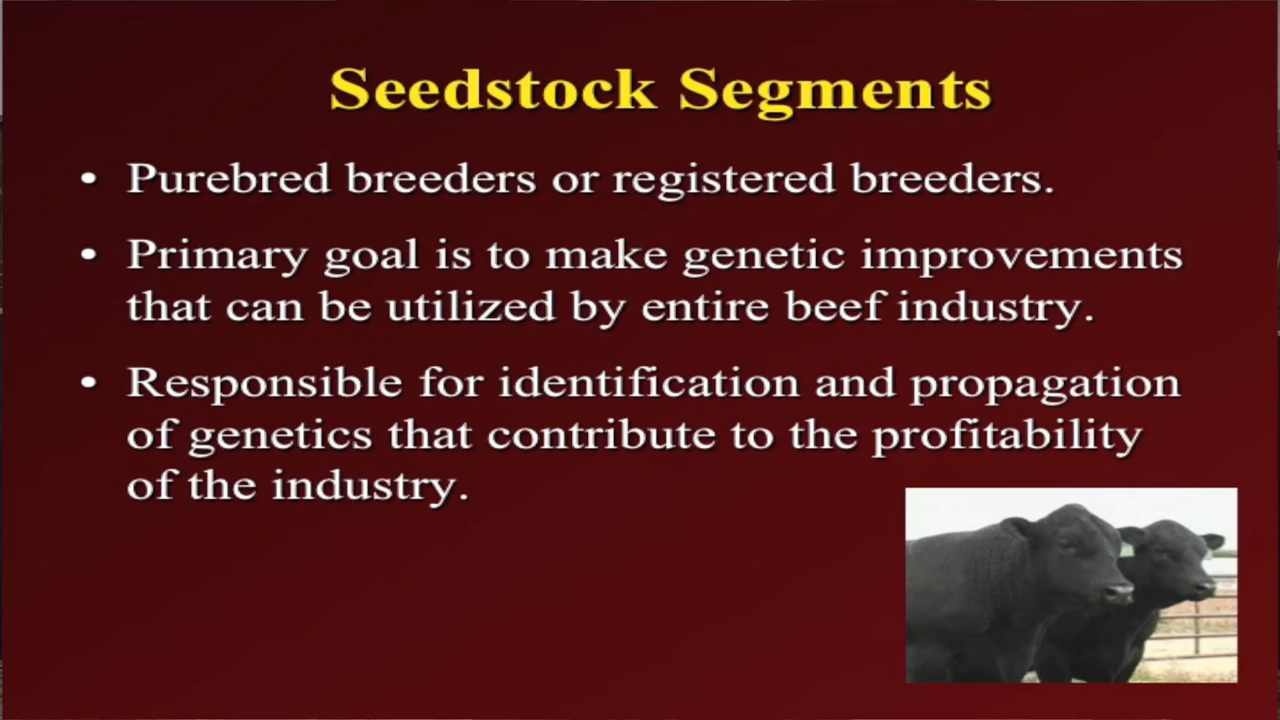 Seedstock Segments
• Purebred breeders or registered breeders.
• Primary goal is to make genetic improvements
that can be utilized by entire beef industry.
• Responsible for identification and propagation
of genetics that contribute to the profitability
of the industry.